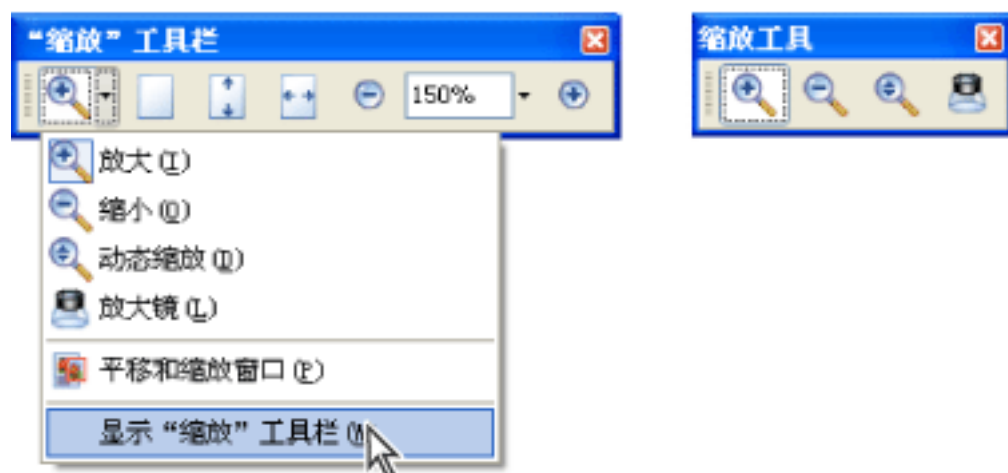 “缩放”工具栏
缩放工具
150%
放大(I)
缩小(O)
动态缩放(D)
放大镜(L)
平移和缩放窗口(P)
显示“缩放”工具栏(W